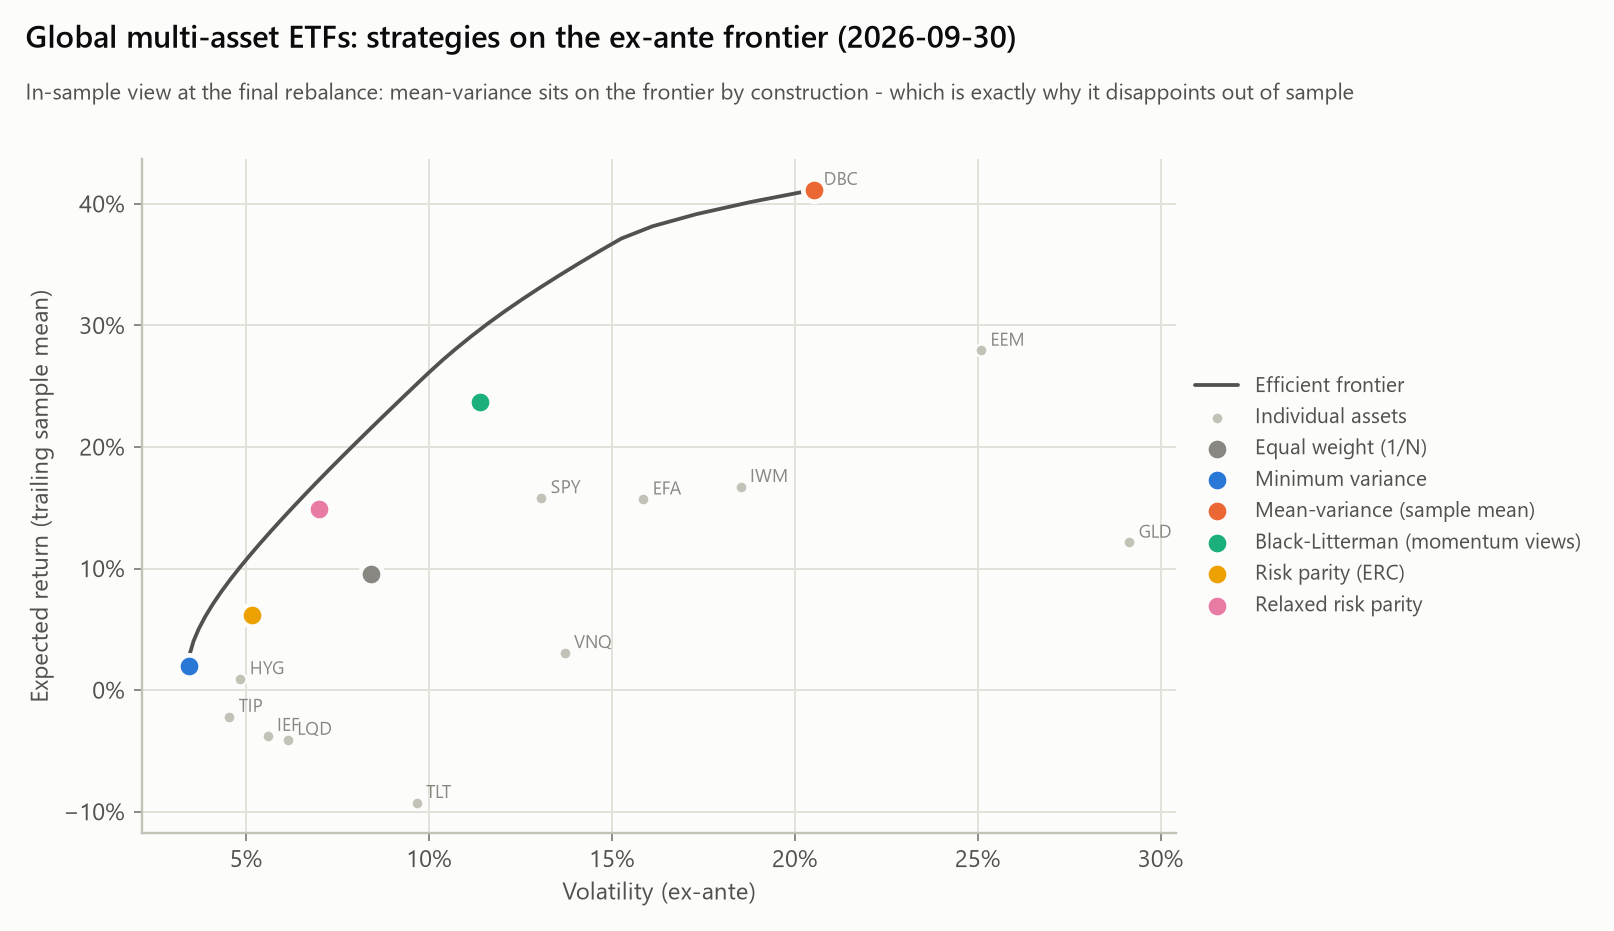 Global multi-asset ETFs: strategies on the ex-ante frontier (2026-09-30)
In-sample view at the final rebalance: mean-variance sits on the frontier by construction - which is exactly why it disappoints out of sample
Expected return (trailing sample mean)
40%
30%
20%
10%
0%
−10%
DBC
EEM
SPY
EFA
IWM
GLD
VNQ
HYG
TIP
IEF
LQD
TLT
5%
10%
15%
20%
25%
30%
Volatility (ex-ante)
Efficient frontier
Individual assets
Equal weight (1/N)
Minimum variance
Mean-variance (sample mean)
Black-Litterman (momentum views)
Risk parity (ERC)
Relaxed risk parity